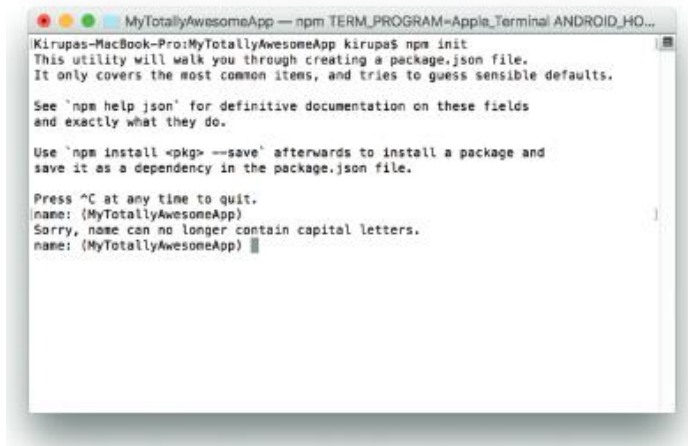 MyTotallyAwesomeApp — npm TERM_PROGRAM=Apple_Terminal ANDROID_HO...
Kirupas-MacBook-Pro:MyTotallyAwesomeApp kirupa$ npm init
This utility will walk you through creating a package.json file.
It only covers the most common items, and tries to guess sensible defaults.
See `npm help json` for definitive documentation on these fields
and exactly what they do.
Use `npm install <pkg> --save` afterwards to install a package and
save it as a dependency in the package.json file.
Press ^C at any time to quit.
name: (MyTotallyAwesomeApp)
Sorry, name can no longer contain capital letters.
name: (MyTotallyAwesomeApp)